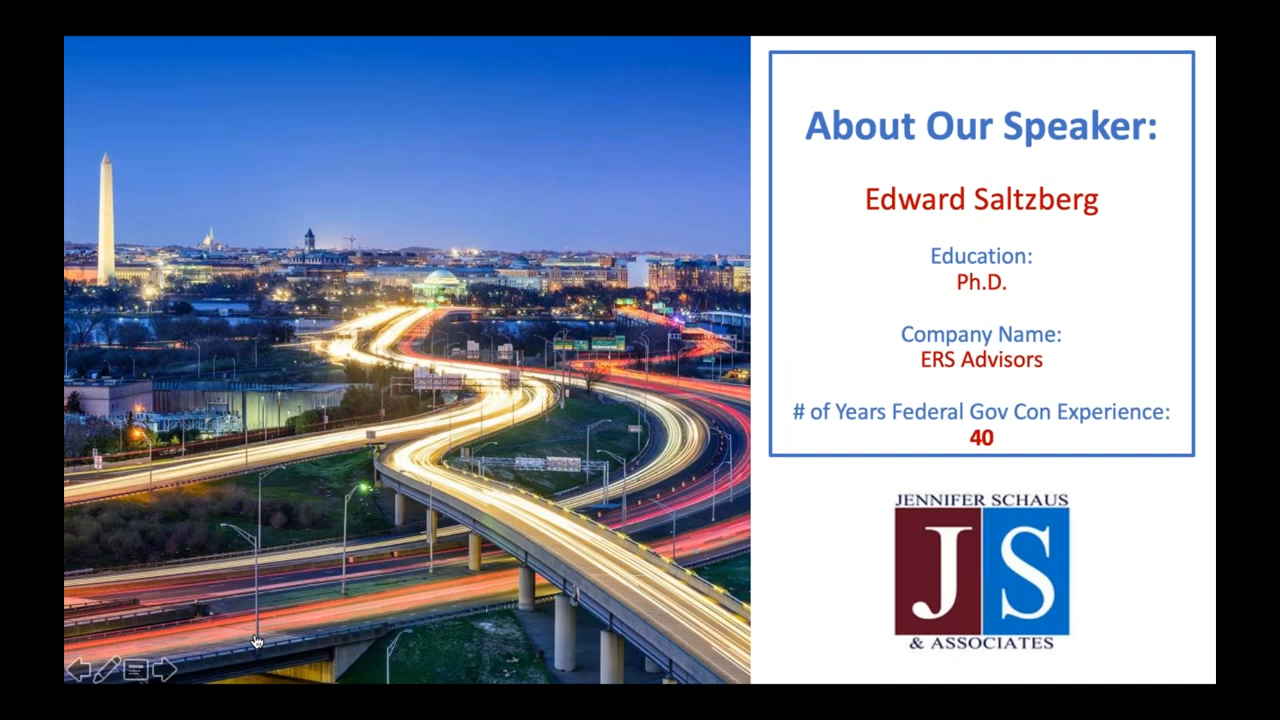 About Our Speaker:
Edward Saltzberg
Education:
Ph.D.
Company Name:
ERS Advisors
# of Years Federal Gov Con Experience:
40
JENNIFER SCHAUS
JS
& ASSOCIATES